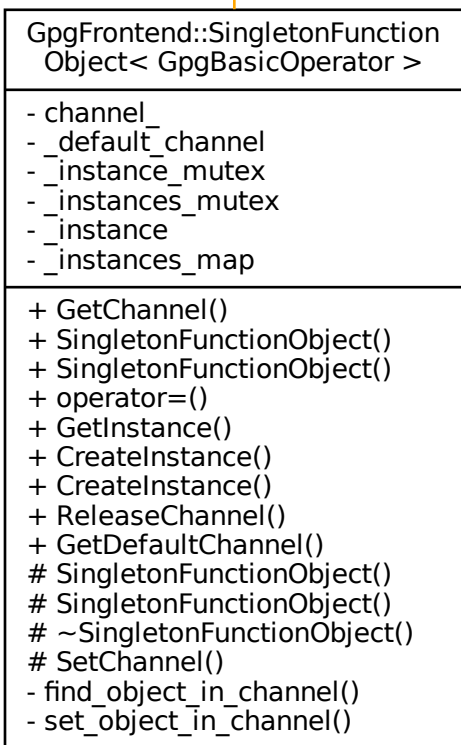 GpgFrontend::SingletonFunction
Object< GpgBasicOperator >
- channel_
- _default_channel
- _instance_mutex
- _instances_mutex
- _instance
- _instances_map
+ GetChannel()
+ SingletonFunctionObject()
+ SingletonFunctionObject()
+ operator=()
+ GetInstance()
+ CreateInstance()
+ CreateInstance()
+ ReleaseChannel()
+ GetDefaultChannel()
# SingletonFunctionObject()
# SingletonFunctionObject()
# ~SingletonFunctionObject()
# SetChannel()
- find_object_in_channel()
- set_object_in_channel()